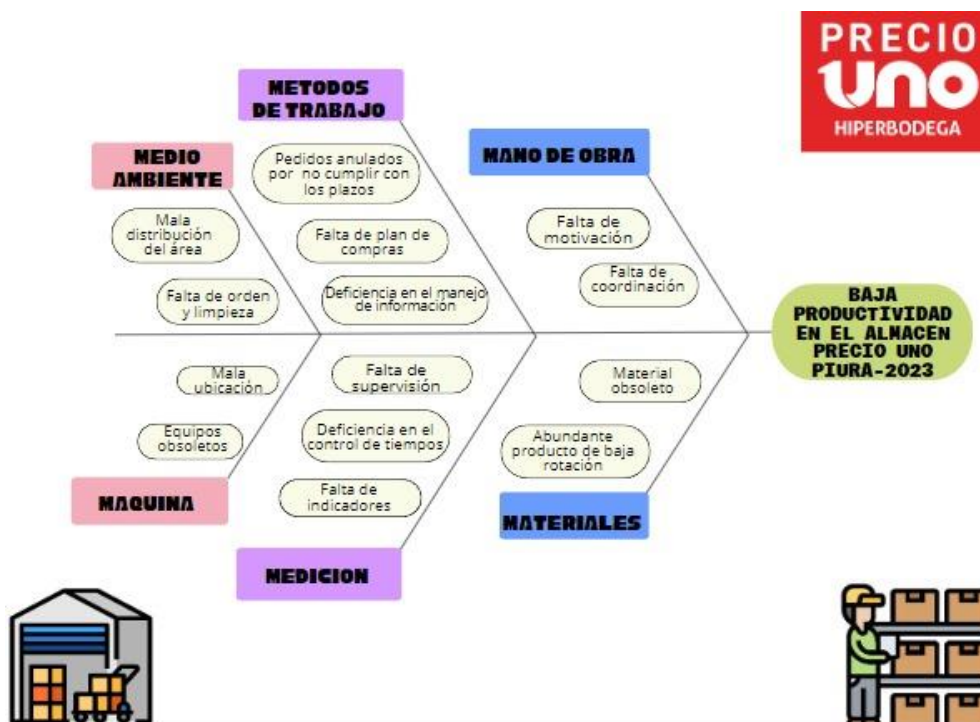 PRECIO
UNO
HIPERBODEGA
METODOS
DE TRABAJO
MEDIO
AMBIENTE
MANO DE OBRA
Pedidos anulados
por no cumplir con
los plazos
Mala
distribución
del área
Falta de plan de
compras
Falta de
motivación
Falta de orden
y limpieza
Deficiencia en el manejo
de información
Falta de
coordinación
BAJA
PRODUCTIVIDAD
EN EL ALMACEN
PRECIO UNO
PIURA-2023
Mala
ubicación
Falta de
supervisión
Material
obsoleto
Equipos
obsoletos
Deficiencia en el
control de tiempos
Abundante
producto de baja
rotación
Falta de
indicadores
MAQUINA
MATERIALES
MEDICION